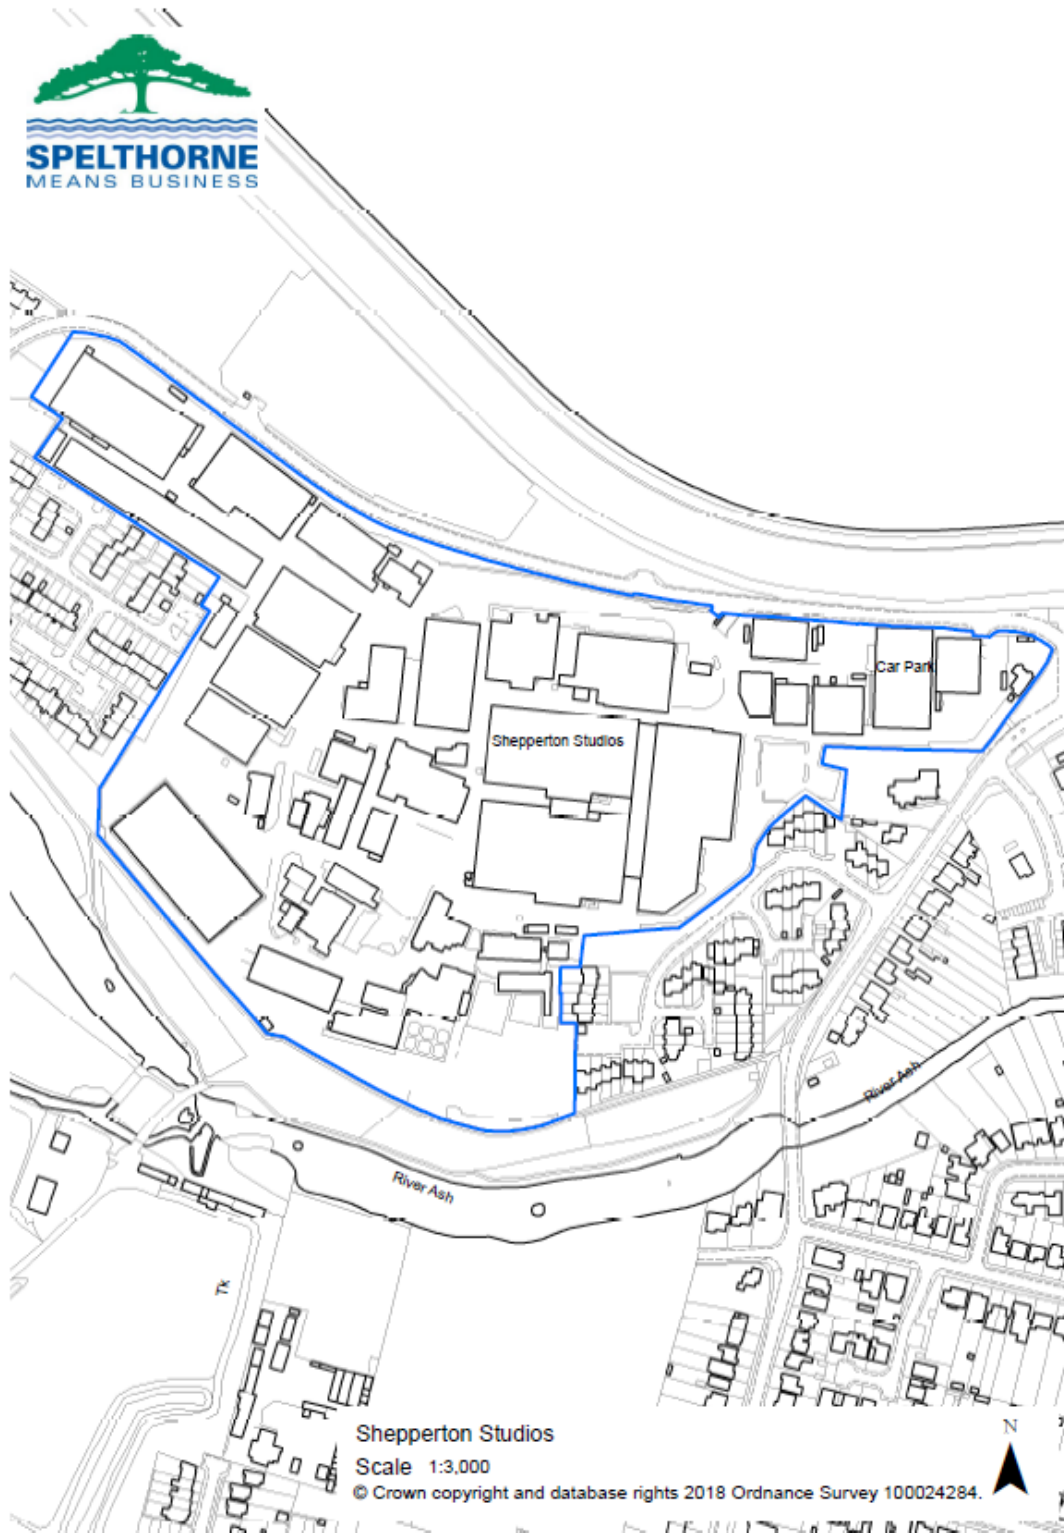 SPELTHORNE
MEANS BUSINESS
Car Park
Shepperton Studios
River Ash
River Ash
Tk
Shepperton Studios
N
Scale 1:3,000
© Crown copyright and database rights 2018 Ordnance Survey 100024284.